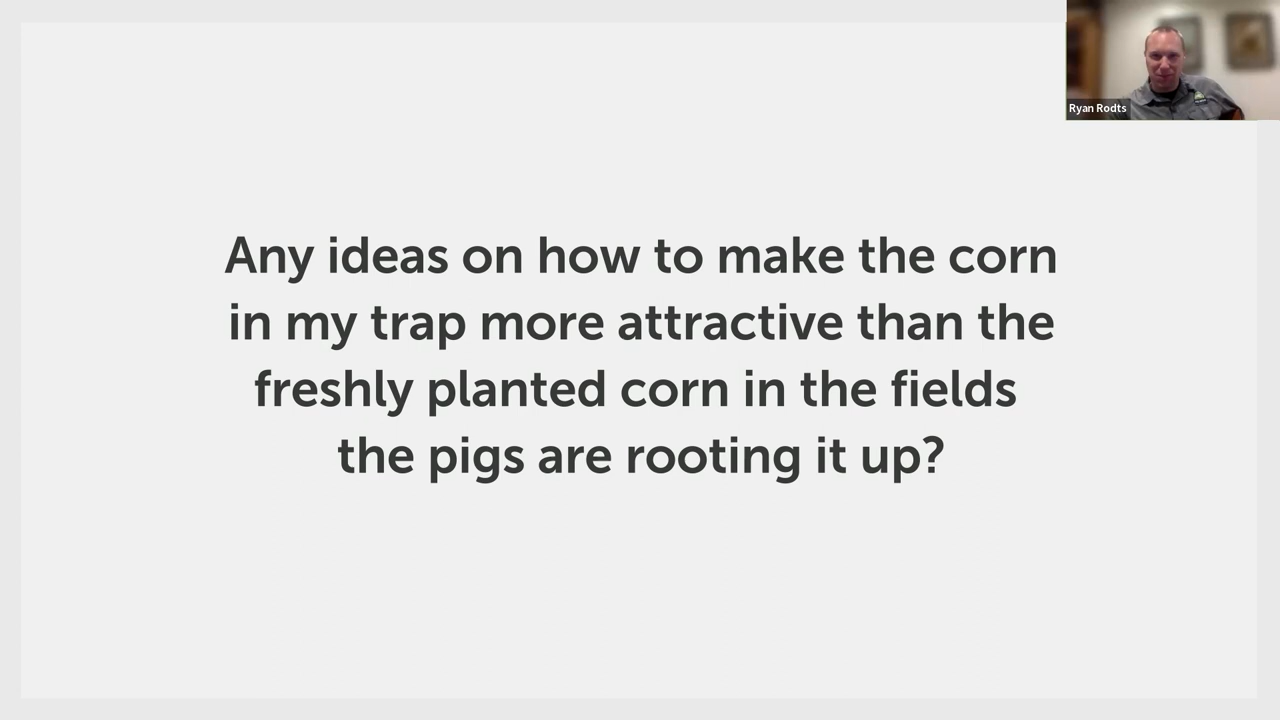 Ryan Rodts
Any ideas on how to make the corn
in my trap more attractive than the
freshly planted corn in the fields
the pigs are rooting it up?